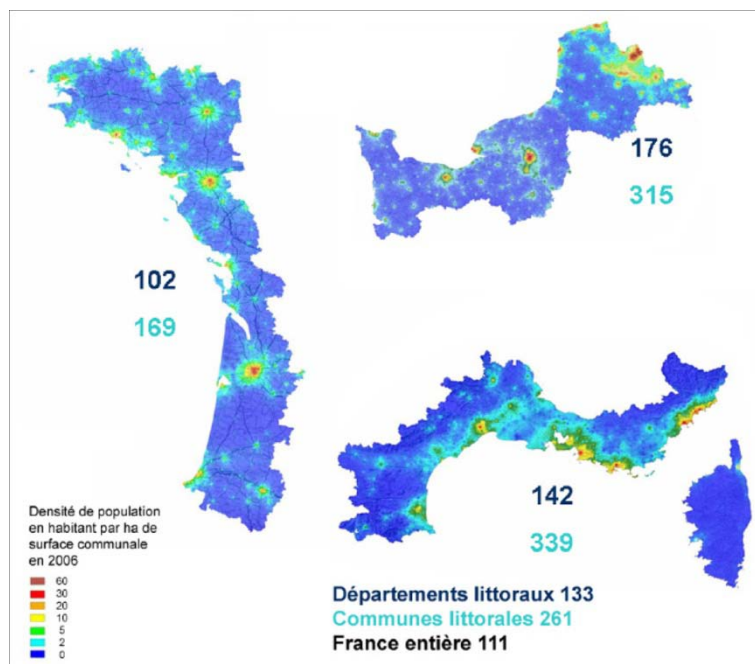 176
315
102
169
142
339
Densité de population
en habitant par ha de
surface communale
en 2006
60
30
20
10
5
2
0
Départements littoraux 133
Communes littorales 261
France entière 111